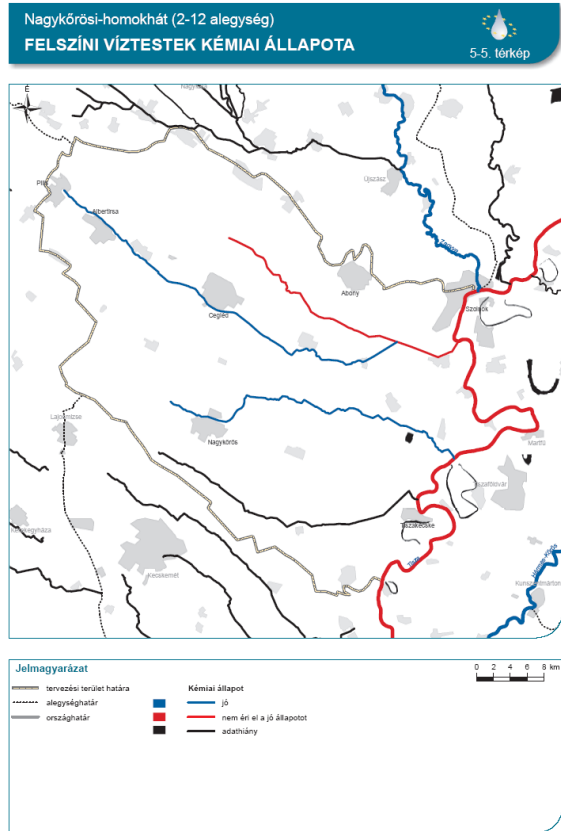 Nagykőrösi-homokhát (2-12 alegység)
FELSZÍNI VÍZTESTEK KÉMIAI ÁLLAPOTA
5-5. térkép
É
Pilis
Albertirsa
Újszász
Zagyva
Cegléd
Abony
Szolnok
Lajosmizse
Nagykőrös
Martfű
Tiszaföldvár
Tiszakécske
Kecskemét
Tisza
Hármas-Körös
Kunszentmárton
Jelmagyarázat
tervezési terület határa
alegységhatár
országhatár
Kémiai állapot
jó
nem éri el a jó állapotot
adathiány
0 2 4 6 8 km